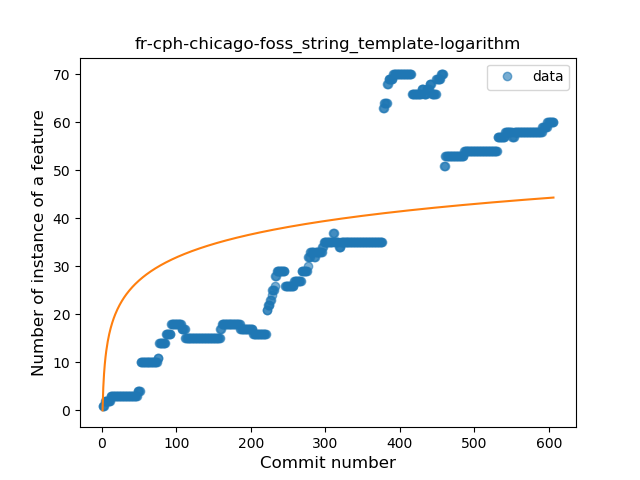 fr-cph-chicago-foss_string_template-logarithm
data
Number of instance of a feature
70
60
50
40
30
20
10
0
0 100 200 300 400 500 600
Commit number